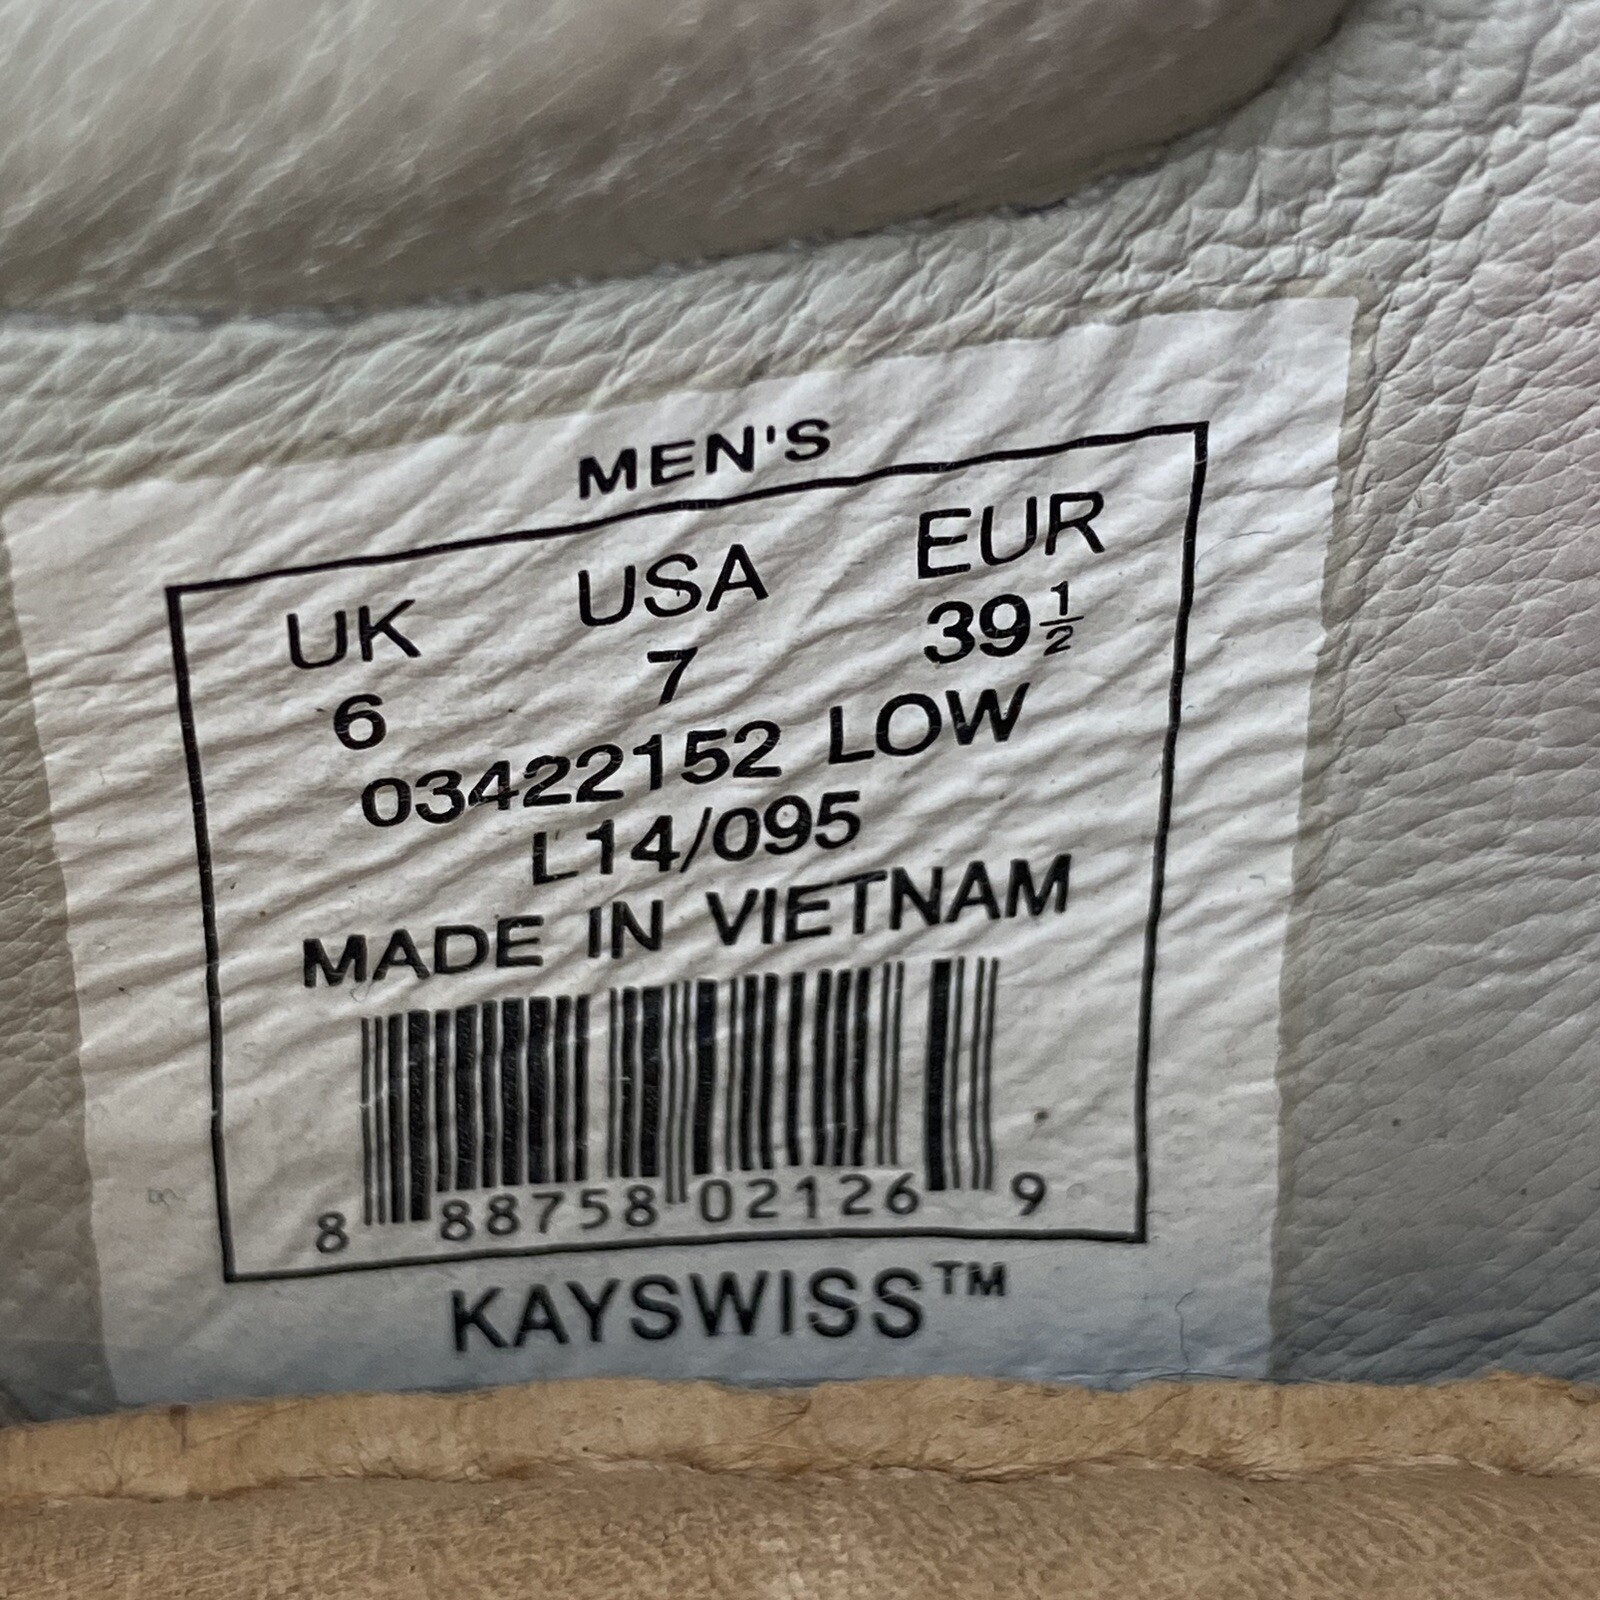 MEN'S
UK USA EUR
6 7 39½
03422152 LOW
L14/095
MADE IN VIETNAM
8 88758 02126 9
KAYSWISS™